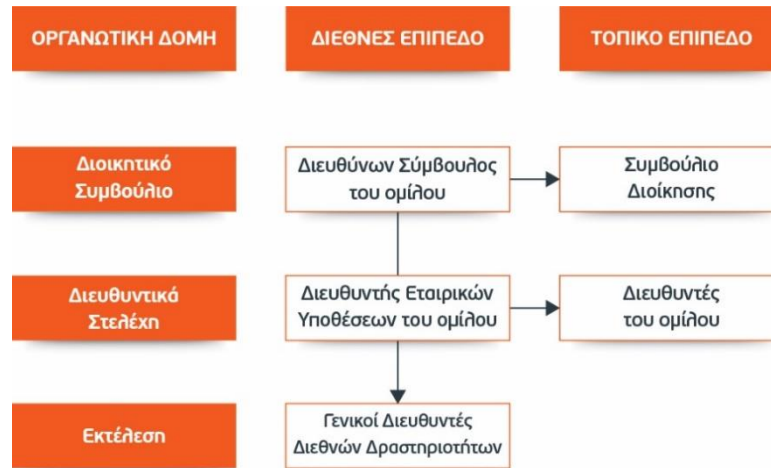 ΟΡΓΑΝΩΤΙΚΗ ΔΟΜΗ
ΔΙΕΘΝΕΣ ΕΠΙΠΕΔΟ
ΤΟΠΙΚΟ ΕΠΙΠΕΔΟ
Διοικητικό
Συμβούλιο
Διευθύνων Σύμβουλος
του ομίλου
Συμβούλιο
Διοίκησης
Διευθυντικά
Στελέχη
Διευθυντής Εταιρικών
Υποθέσεων του ομίλου
Διευθυντές
του ομίλου
Εκτέλεση
Γενικοί Διευθυντές
Διεθνών Δραστηριοτήτων